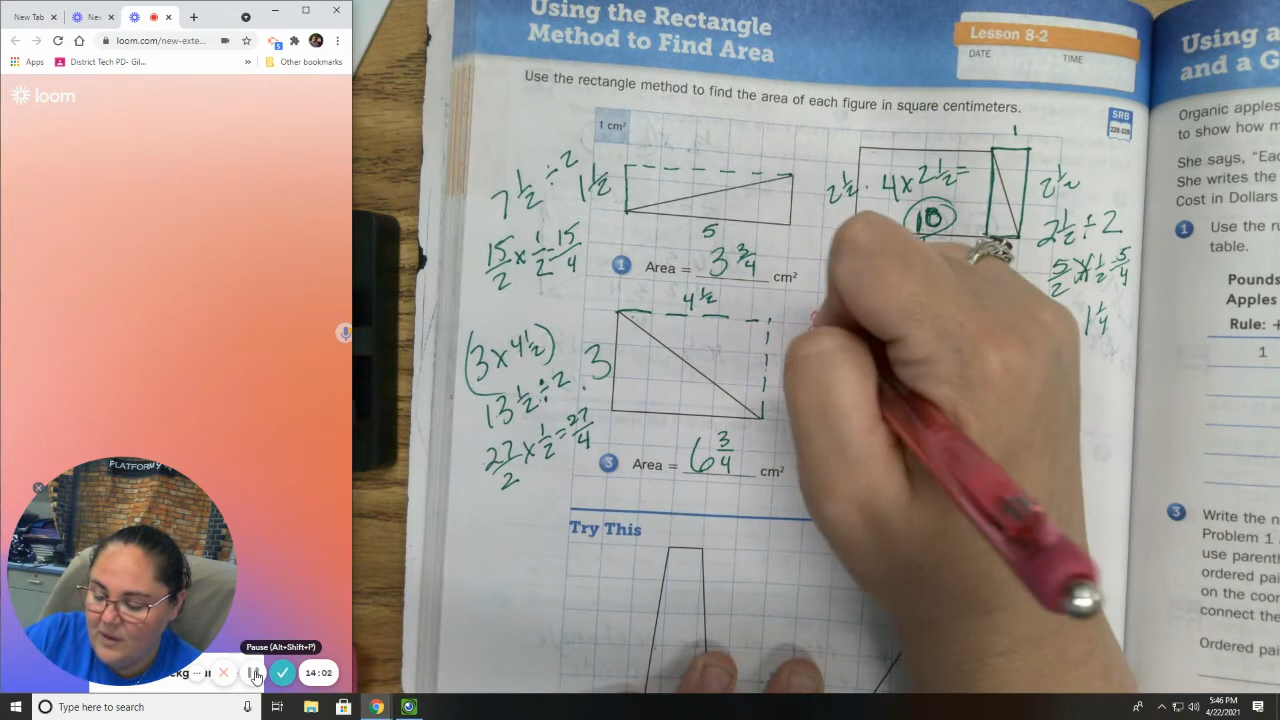 New Tab
New
loom.com/new-exte...
5
Apps
District Tech PD- Gil...
»
Other bookmarks
loom
PLATFORM 9
Pause (Alt+Shift+P)
14:02
Type here to search
5:46 PM
4/22/2021
Using the Rectangle
Method to Find Area
Lesson 8-2
DATE TIME
Use the rectangle method to find the area of each figure in square centimeters.
SRB
1 cm²
7 1/2 ÷ 2
1 1/2
15/2 × 1/2 = 15/4
5
1 Area = 3 3/4 cm²
1
2 1/2
4 × 2 1/2 =
10
2 1/2
2 1/2 ÷ 2
5/2 × 1/2 5/4
1 1/4
4 1/2
(3 × 4 1/2)
3
13 1/2 ÷ 2
27/2 × 1/2 = 27/4
3 Area = 6 3/4 cm²
Try This
Using a
and a G
Organic apples
to show how m
She says, "Eac
She writes the
Cost in Dollars
1 Use the ru
table.
Pounds
Apples
Rule: +
1
3 Write the n
Problem 1
use parenth
ordered pai
on the coor
connect the
Ordered pai